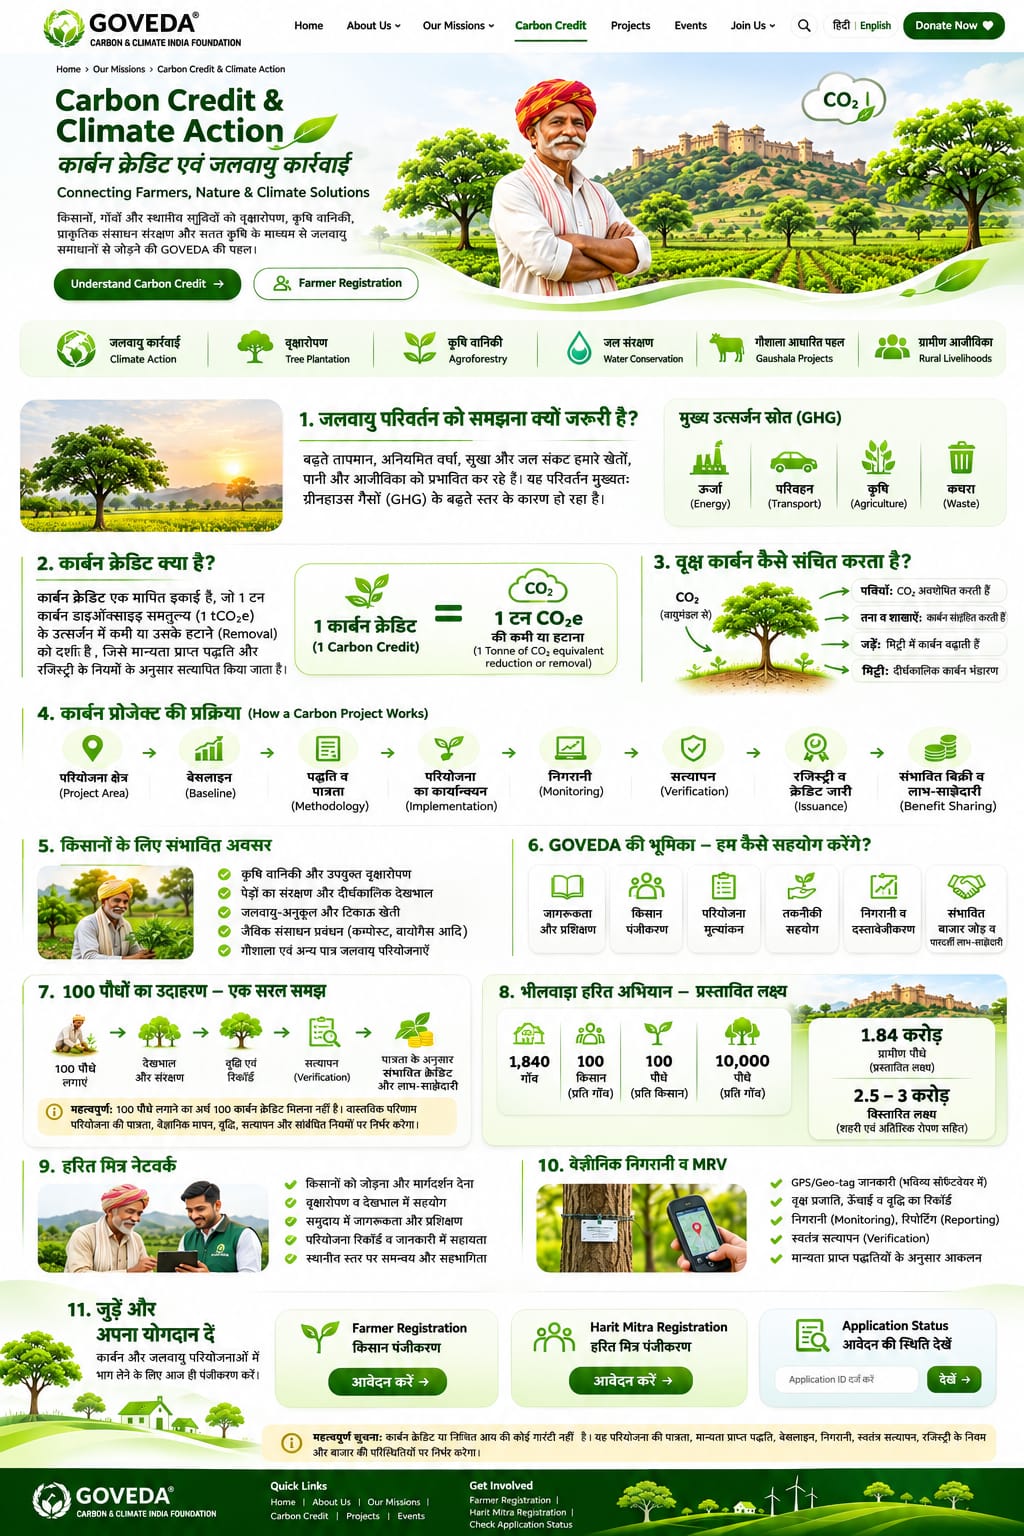 GOVEDA®
CARBON & CLIMATE INDIA FOUNDATION
Home
About Us
Our Missions
Carbon Credit
Projects
Events
Join Us
हिंदी | English
Donate Now
Home › Our Missions › Carbon Credit & Climate Action
Carbon Credit &
Climate Action
कार्बन क्रेडिट एवं जलवायु कार्रवाई
Connecting Farmers, Nature & Climate Solutions
किसानों, गाँवों और स्थानीय को वृक्षारोपण, कृषि वानिकी,
प्राकृतिक संसाधन संरक्षण और सतत कृषि के माध्यम से जलवायु
समाधानों से जोड़ने की GOVEDA की पहल।
Understand Carbon Credit →
Farmer Registration
CO₂
जलवायु कार्रवाई
Climate Action
वृक्षारोपण
Tree Plantation
कृषि वानिकी
Agroforestry
जल संरक्षण
Water Conservation
गौशाला आधारित पहल
Gaushala Projects
ग्रामीण आजीविका
Rural Livelihoods
1. जलवायु परिवर्तन को समझना क्यों जरूरी है?
बढ़ते तापमान, अनियमित वर्षा, सुखा और जल संकट हमारे खेतों,
पानी और आजीविका को प्रभावित कर रहे हैं। यह परिवर्तन मुख्यतः
ग्रीनहाउस गैसों (GHG) के बढ़ते स्तर के कारण हो रहा है।
मुख्य उत्सर्जन स्रोत (GHG)
ऊर्जा
(Energy)
परिवहन
(Transport)
कृषि
(Agriculture)
कचरा
(Waste)
2. कार्बन क्रेडिट क्या है?
कार्बन क्रेडिट एक मापित इकाई है, जो 1 टन
कार्बन डाइऑक्साइड समतुल्य (1 tCO₂e)
के उत्सर्जन में कमी या उसके हटाने (Removal)
को है, जिसे मान्यता प्राप्त पद्धति और
रजिस्ट्री के नियमों के अनुसार सत्यापित किया जाता है।
1 कार्बन क्रेडिट
(1 Carbon Credit)
=
CO₂
1 टन CO₂e
की कमी या हटाना
(1 Tonne of CO₂ equivalent
reduction or removal)
3. वृक्ष कार्बन कैसे संचित करता है?
CO₂
(वायुमंडल से)
पत्तियाँ: CO₂ अवशोषित करती हैं
तना व शाखाएँ: कार्बन संग्रहित करती हैं
जड़ें: मिट्टी में कार्बन बढ़ाती हैं
मिट्टी: दीर्घकालिक कार्बन भंडारण
4. कार्बन प्रोजेक्ट की प्रक्रिया (How a Carbon Project Works)
परियोजना क्षेत्र
(Project Area)
बेसलाइन
(Baseline)
पद्धति व
पात्रता
(Methodology)
परियोजना
का कार्यान्वयन
(Implementation)
निगरानी
(Monitoring)
सत्यापन
(Verification)
रजिस्ट्री व
क्रेडिट जारी
(Issuance)
संभावित बिक्री व
लाभ-साझेदारी
(Benefit Sharing)
5. किसानों के लिए संभावित अवसर
कृषि वानिकी और उपयुक्त वृक्षारोपण
पेड़ों का संरक्षण और दीर्घकालिक देखभाल
जलवायु-अनुकूल और टिकाऊ खेती
जैविक संसाधन प्रबंधन (कम्पोस्ट, बायोगैस आदि)
गौशाला एवं अन्य पात्र जलवायु परियोजनाएँ
6. GOVEDA की भूमिका – हम कैसे सहयोग करेंगे?
जागरूकता
और प्रशिक्षण
किसान
पंजीकरण
परियोजना
मूल्यांकन
तकनीकी
सहयोग
निगरानी व
दस्तावेजीकरण
संभावित
बाजार जोड़ व
पारदर्शी लाभ-साझेदारी
7. 100 पौधों का उदाहरण – एक सरल समझ
100 पौधे
लगाएं
देखभाल
और संरक्षण
वृद्धि एवं
रिकॉर्ड
सत्यापन
(Verification)
पात्रता के अनुसार
संभावित क्रेडिट
और लाभ-साझेदारी
महत्वपूर्ण: 100 पौधे लगाने का अर्थ 100 कार्बन क्रेडिट मिलना नहीं है। वास्तविक परिणाम
परियोजना की पात्रता, वैज्ञानिक मापन, वृद्धि, सत्यापन और संबंधित नियमों पर निर्भर करेगा।
8. भीलवाड़ा हरित अभियान – प्रस्तावित लक्ष्य
1,840
गाँव
100
किसान
(प्रति गाँव)
100
पौधे
(प्रति किसान)
10,000
पौधे
(प्रति गाँव)
1.84 करोड़
ग्रामीण पौधे
(प्रस्तावित लक्ष्य)
2.5 – 3 करोड़
विस्तारित लक्ष्य
(शहरी एवं अतिरिक्त रोपण सहित)
9. हरित मित्र नेटवर्क
किसानों को जोड़ना और मार्गदर्शन देना
वृक्षारोपण व देखभाल में सहयोग
समुदाय में जागरूकता और प्रशिक्षण
परियोजना रिकॉर्ड व जानकारी में सहायता
स्थानीय स्तर पर समन्वय और सहभागिता
10. वैज्ञानिक निगरानी व MRV
GPS/Geo-tag जानकारी (भविष्य सॉफ्टवेयर में)
वृक्ष प्रजाति, ऊँचाई व वृद्धि का रिकॉर्ड
निगरानी (Monitoring), रिपोर्टिंग (Reporting)
स्वतंत्र सत्यापन (Verification)
मान्यता प्राप्त पद्धतियों के अनुसार आकलन
11. जुड़ें और
अपना योगदान दें
कार्बन और जलवायु परियोजनाओं में
भाग लेने के लिए आज ही पंजीकरण करें।
Farmer Registration
किसान पंजीकरण
आवेदन करें →
Harit Mitra Registration
हरित मित्र पंजीकरण
आवेदन करें →
Application Status
आवेदन की स्थिति देखें
Application ID दर्ज करें
देखें →
महत्वपूर्ण सूचना: कार्बन क्रेडिट या निश्चित आय की कोई गारंटी नहीं है। यह परियोजना की पात्रता, मान्यता प्राप्त पद्धति, बेसलाइन, निगरानी, स्वतंत्र सत्यापन, रजिस्ट्री के नियम
और बाजार की परिस्थितियों पर निर्भर करेगा।
GOVEDA®
CARBON & CLIMATE INDIA FOUNDATION
Quick Links
Home | About Us | Our Missions |
Carbon Credit | Projects | Events
Get Involved
Farmer Registration |
Harit Mitra Registration |
Check Application Status